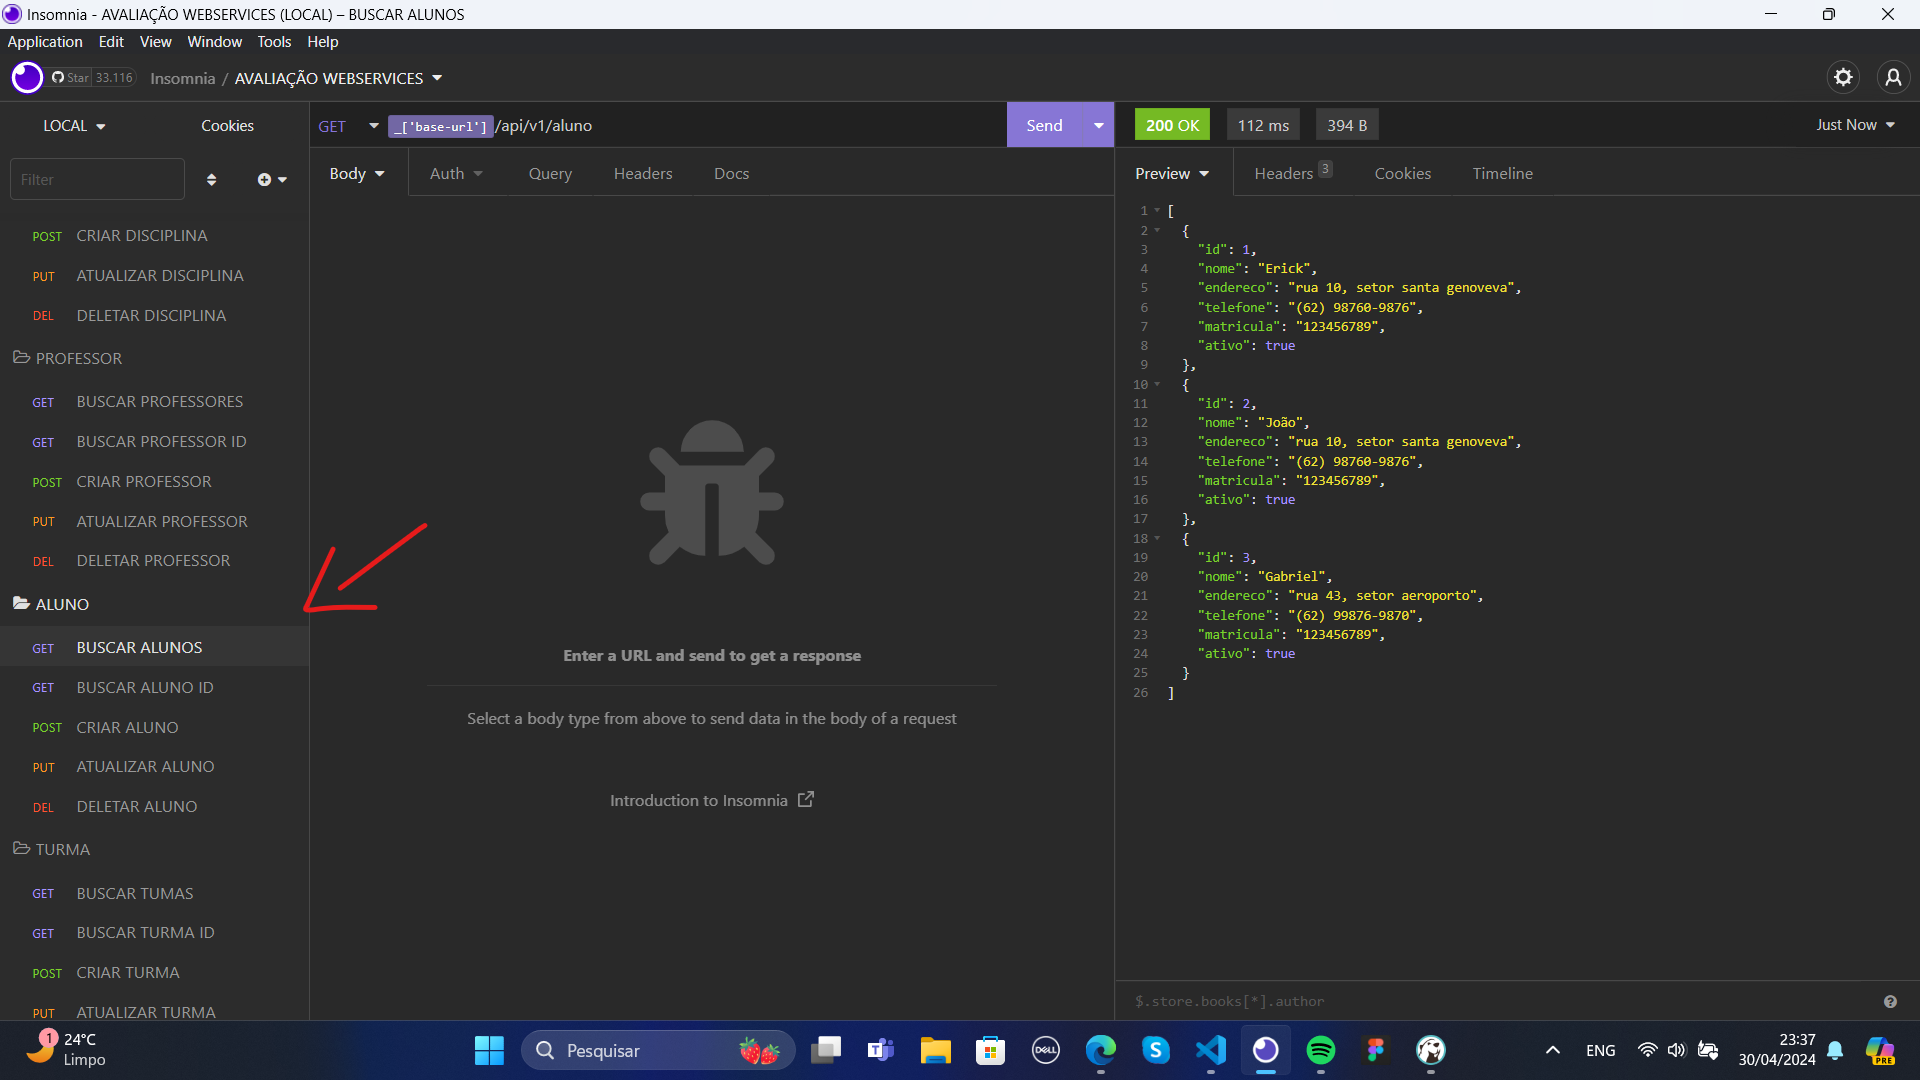 Insomnia - AVALIAÇÃO WEBSERVICES (LOCAL) – BUSCAR ALUNOS
Application Edit View Window Tools Help
Star 33.116 Insomnia / AVALIAÇÃO WEBSERVICES
LOCAL Cookies
Filter
POST CRIAR DISCIPLINA
PUT ATUALIZAR DISCIPLINA
DEL DELETAR DISCIPLINA
PROFESSOR
GET BUSCAR PROFESSORES
GET BUSCAR PROFESSOR ID
POST CRIAR PROFESSOR
PUT ATUALIZAR PROFESSOR
DEL DELETAR PROFESSOR
ALUNO
GET BUSCAR ALUNOS
GET BUSCAR ALUNO ID
POST CRIAR ALUNO
PUT ATUALIZAR ALUNO
DEL DELETAR ALUNO
TURMA
GET BUSCAR TUMAS
GET BUSCAR TURMA ID
POST CRIAR TURMA
PUT ATUALIZAR TURMA
GET _['base-url'] /api/v1/aluno Send
Body Auth Query Headers Docs
Enter a URL and send to get a response
Select a body type from above to send data in the body of a request
Introduction to Insomnia
200 OK 112 ms 394 B Just Now
Preview Headers 3 Cookies Timeline
1 [
2 {
3 "id": 1,
4 "nome": "Erick",
5 "endereco": "rua 10, setor santa genoveva",
6 "telefone": "(62) 98760-9876",
7 "matricula": "123456789",
8 "ativo": true
9 },
10 {
11 "id": 2,
12 "nome": "João",
13 "endereco": "rua 10, setor santa genoveva",
14 "telefone": "(62) 98760-9876",
15 "matricula": "123456789",
16 "ativo": true
17 },
18 {
19 "id": 3,
20 "nome": "Gabriel",
21 "endereco": "rua 43, setor aeroporto",
22 "telefone": "(62) 99876-9870",
23 "matricula": "123456789",
24 "ativo": true
25 }
26 ]
$.store.books[*].author
1 24°C
Limpo
Pesquisar
DELL
ENG
23:37
30/04/2024
PRE